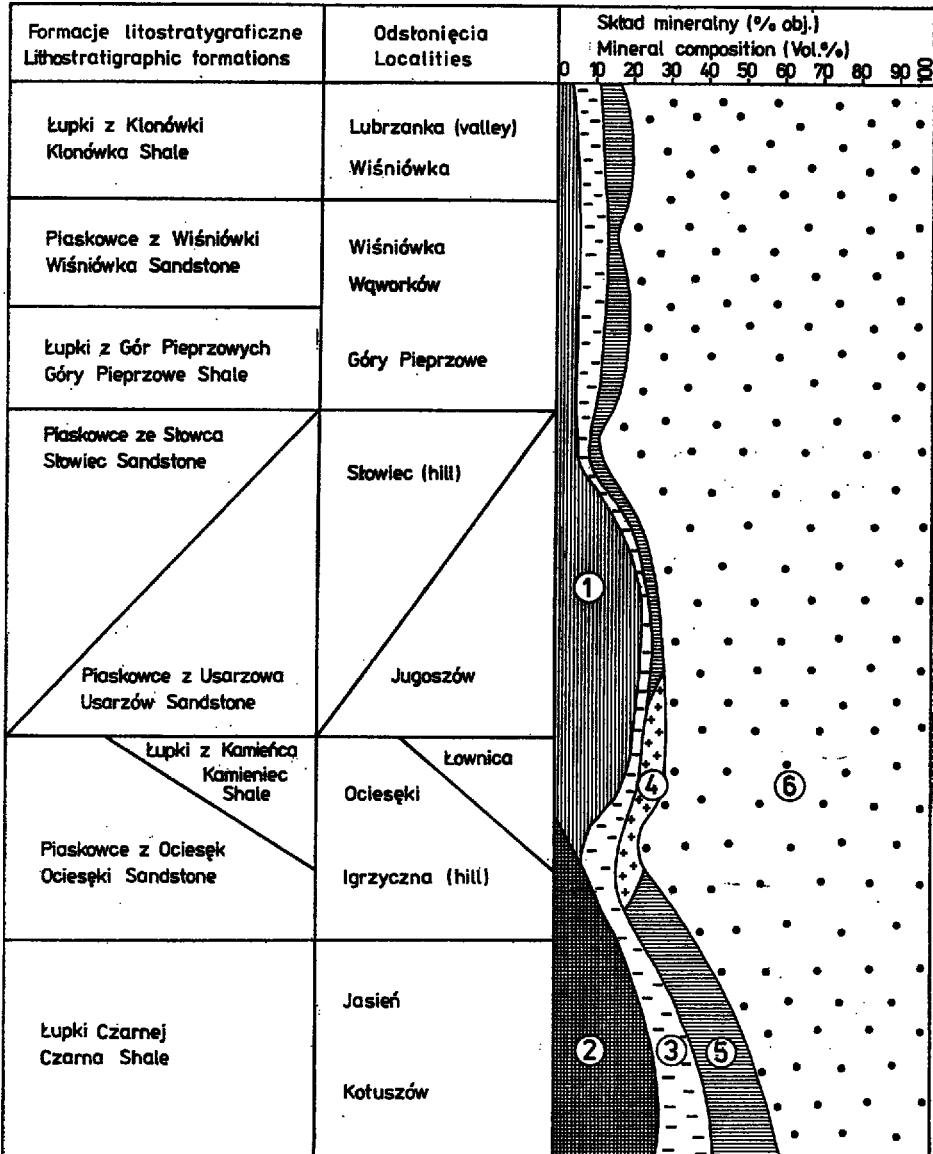 Formacje litostratygraficzne
Lithostratigraphic formations
Odsłonięcia
Localities
Skład mineralny (% obj.)
Mineral composition (Vol.%)
0 10 20 30 40 50 60 70 80 90 100
Łupki z Klonówki
Klonówka Shale
Lubrzanka (valley)
Wiśniówka
Piaskowce z Wiśniówki
Wiśniówka Sandstone
Wiśniówka
Wąworków
Łupki z Gór Pieprzowych
Góry Pieprzowe Shale
Góry Pieprzowe
Piaskowce ze Słowca
Słowiec Sandstone
Słowiec (hill)
Piaskowce z Usarzowa
Usarzów Sandstone
Jugoszów
Łupki z Kamieńca
Kamieniec
Shale
Łownica
Piaskowce z Ociesęk
Ociesęki Sandstone
Ociesęki
Igrzyczna (hill)
Łupki Czarnej
Czarna Shale
Jasień
Kotuszów
1
4
6
2
3
5